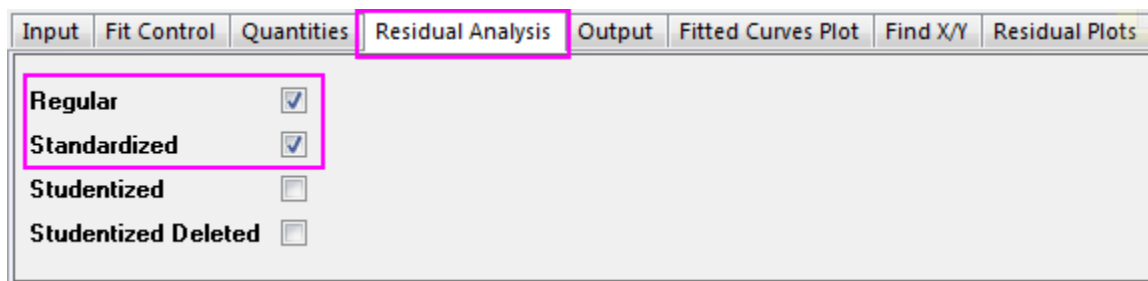 Input Fit Control Quantities Residual Analysis Output Fitted Curves Plot Find X/Y Residual Plots
Regular
Standardized
Studentized
Studentized Deleted